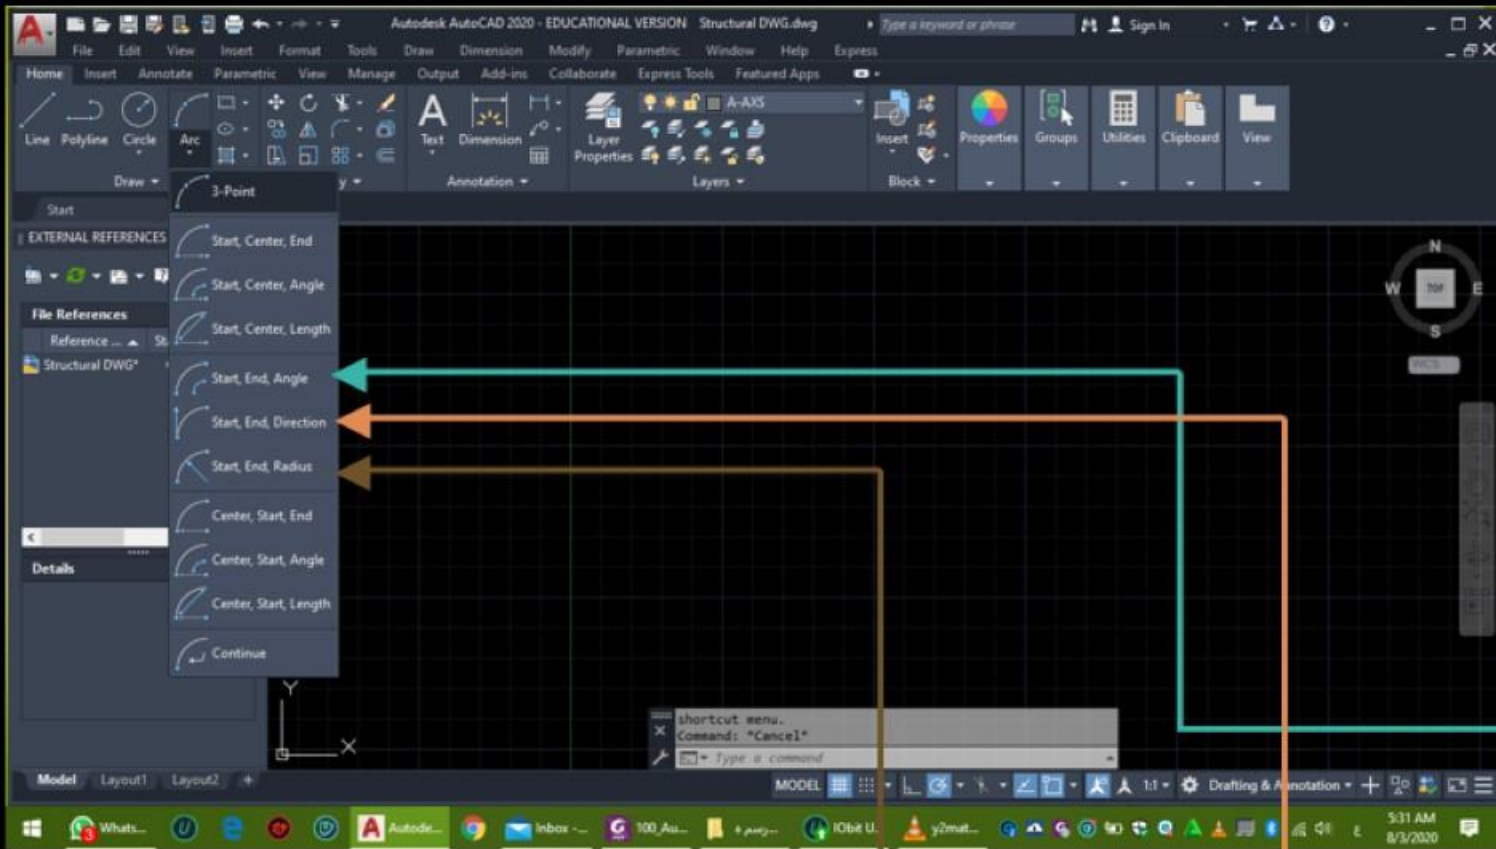 Autodesk AutoCAD 2020 - EDUCATIONAL VERSION Structural DWG.dwg
Type a keyword or phrase
Sign In
File Edit View Insert Format Tools Draw Dimension Modify Parametric Window Help Express
Home Insert Annotate Parametric View Manage Output Add-ins Collaborate Express Tools Featured Apps
A-AXS
Line Polyline Circle Arc Text Dimension Layer Properties Insert Properties Groups Utilities Clipboard View
Draw Annotation Layers Block
3-Point
Start
EXTERNAL REFERENCES
Start, Center, End
Start, Center, Angle
File References
Start, Center, Length
Reference ...
Structural DWG*
Start, End, Angle
Start, End, Direction
Start, End, Radius
Center, Start, End
Center, Start, Angle
Details
Center, Start, Length
Continue
N
W TOP E
S
WCS
Y
X
shortcut menu.
Command: *Cancel*
Type a command
Model Layout1 Layout2 +
MODEL 1:1 Drafting & Annotation
Whats... Autode... Inbox -... 100_Au... IObit U... y2mat...
5:31 AM
8/3/2020